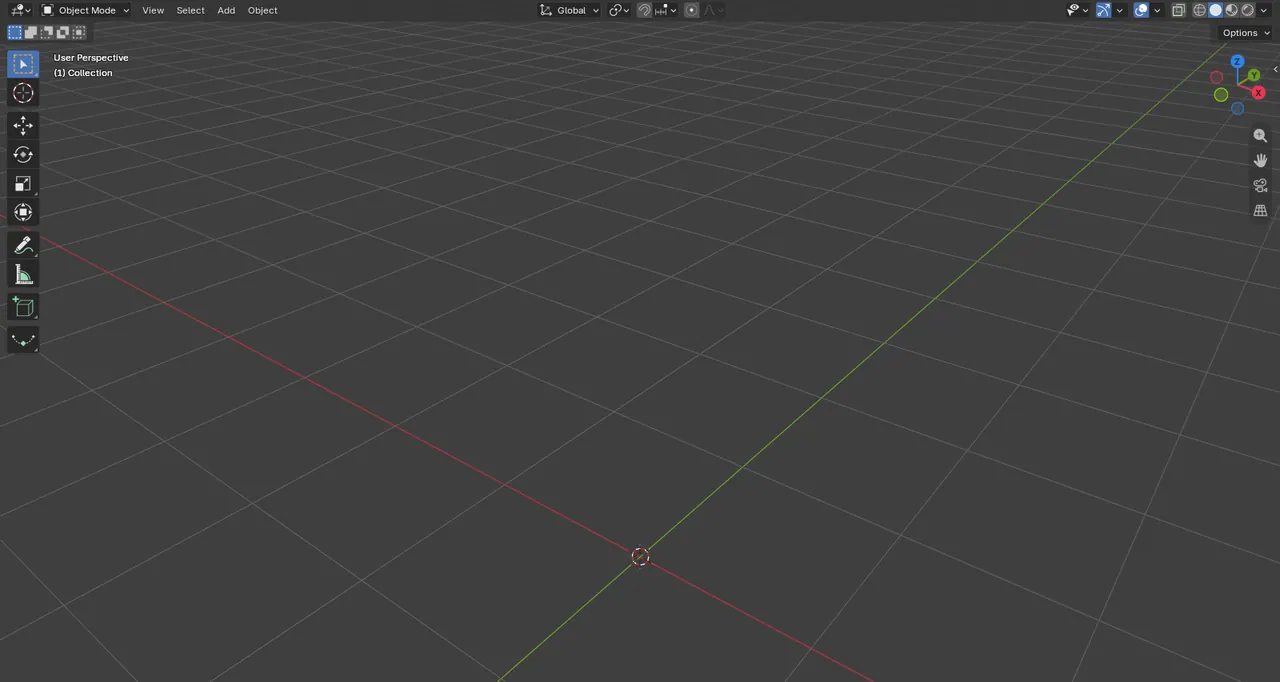 Object Mode View Select Add Object Global
Options
User Perspective
(1) Collection
Z
Y
X